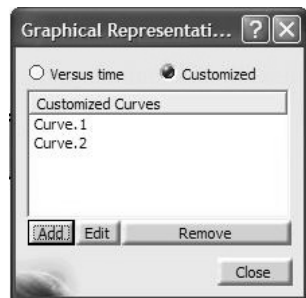 Graphical Representati... ? X
Versus time Customized
Customized Curves
Curve.1
Curve.2
Add Edit Remove
Close